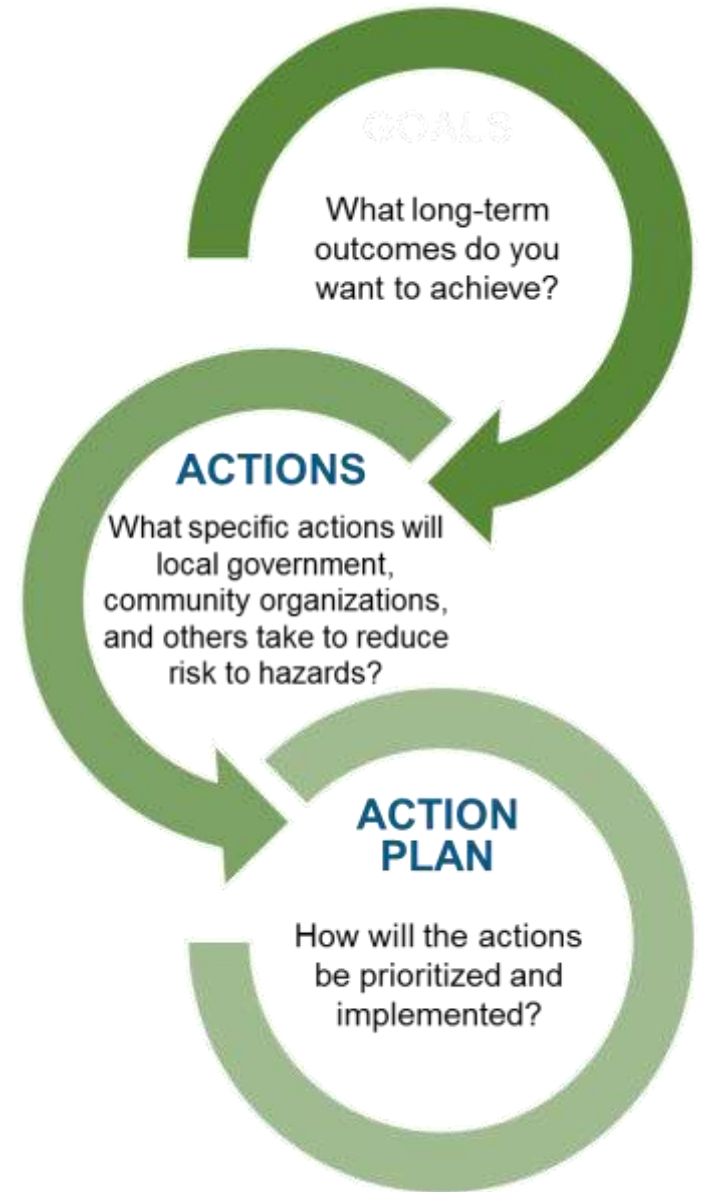 GOALS
What long-term
outcomes do you
want to achieve?
ACTIONS
What specific actions will
local government,
community organizations,
and others take to reduce
risk to hazards?
ACTION
PLAN
How will the actions
be prioritized and
implemented?